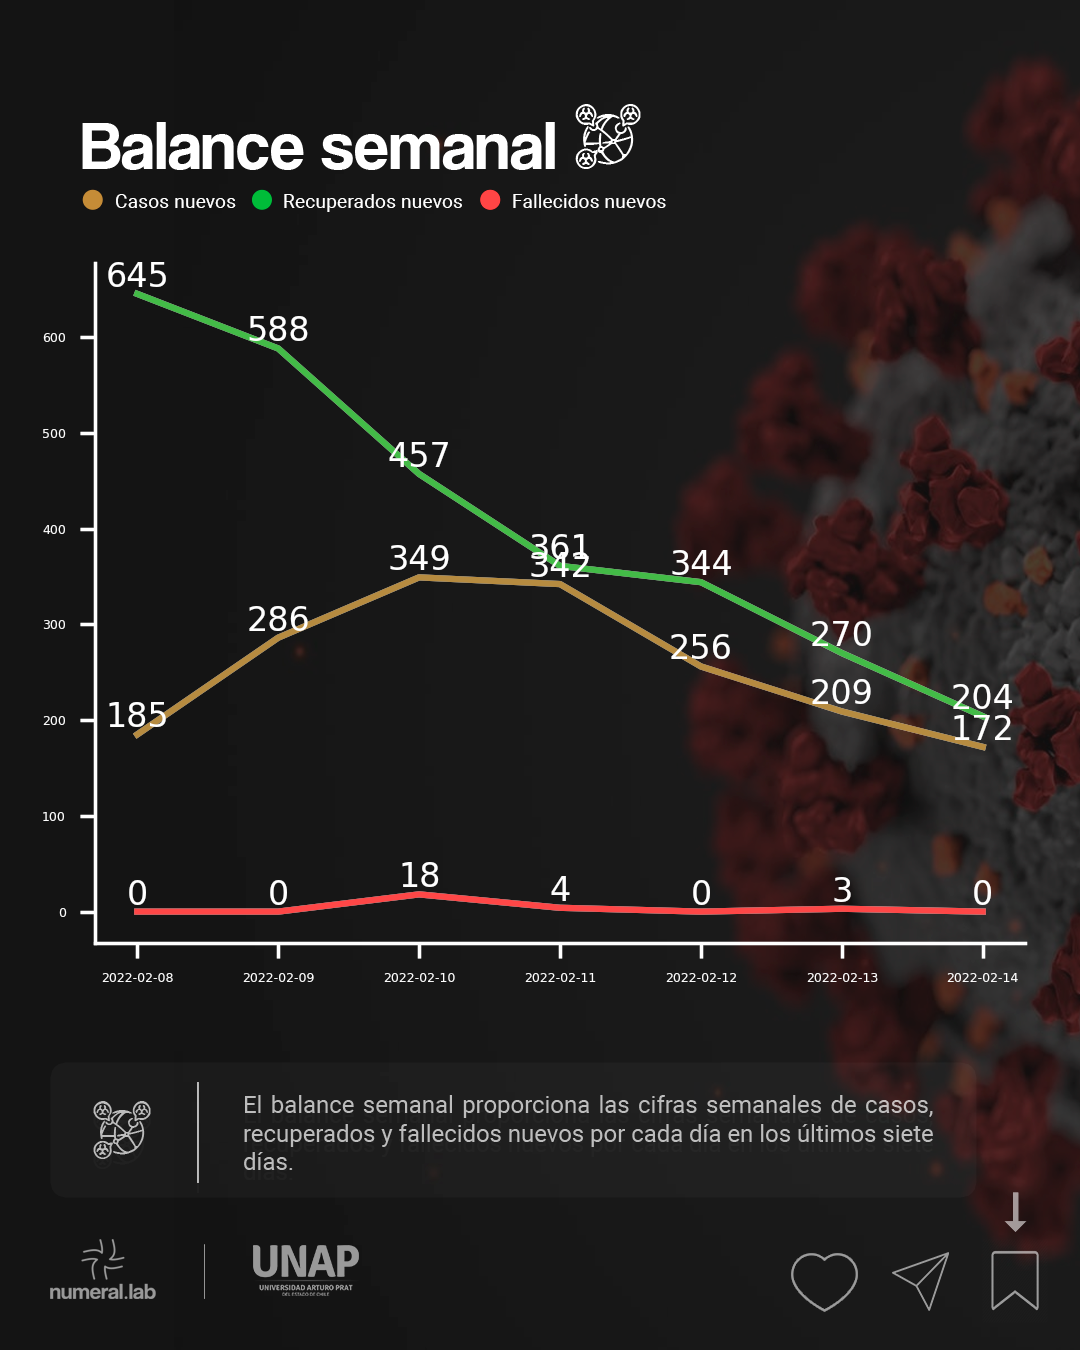 Balance semanal
Casos nuevos Recuperados nuevos Fallecidos nuevos
645
588
600
500
457
400
361
349
342
344
300
286
256
270
200
185
209
204
172
100
0
0
0
18
4
0
3
0
2022-02-08 2022-02-09 2022-02-10 2022-02-11 2022-02-12 2022-02-13 2022-02-14
El balance semanal proporciona las cifras semanales de casos,
recuperados y fallecidos nuevos por cada día en los últimos siete
días.
numeral.lab
UNAP
UNIVERSIDAD ARTURO PRAT
DEL ESTADO DE CHILE